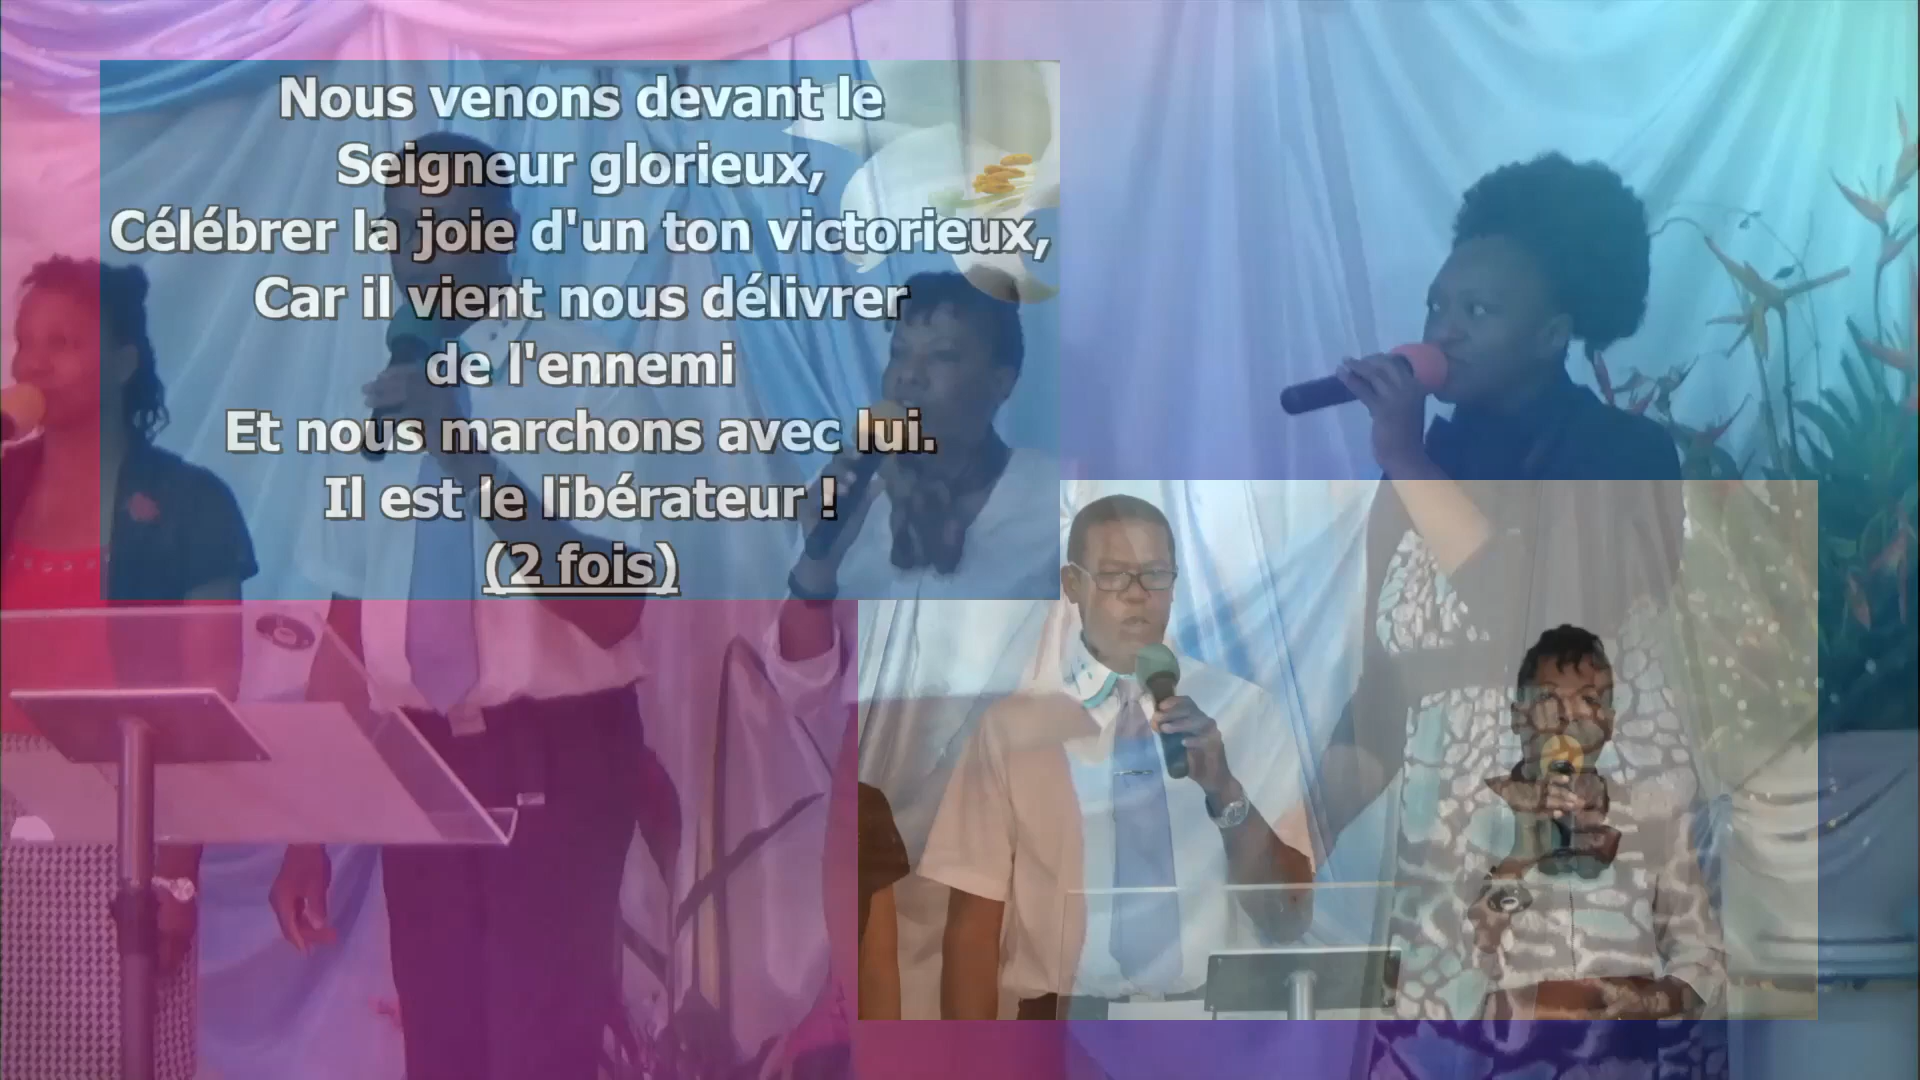 Nous venons devant le
Seigneur glorieux,
Célébrer la joie d'un ton victorieux,
Car il vient nous délivrer
de l'ennemi
Et nous marchons avec lui.
Il est le libérateur !
(2 fois)